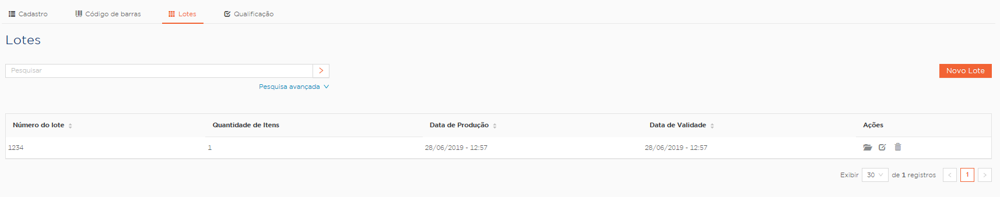 Cadastro Código de barras Lotes Qualificação
Lotes
Pesquisar
Novo Lote
Pesquisa avançada
Número do lote Quantidade de Itens Data de Produção Data de Validade Ações
1234 1 28/06/2019 - 12:57 28/06/2019 - 12:57
Exibir 30 de 1 registros 1